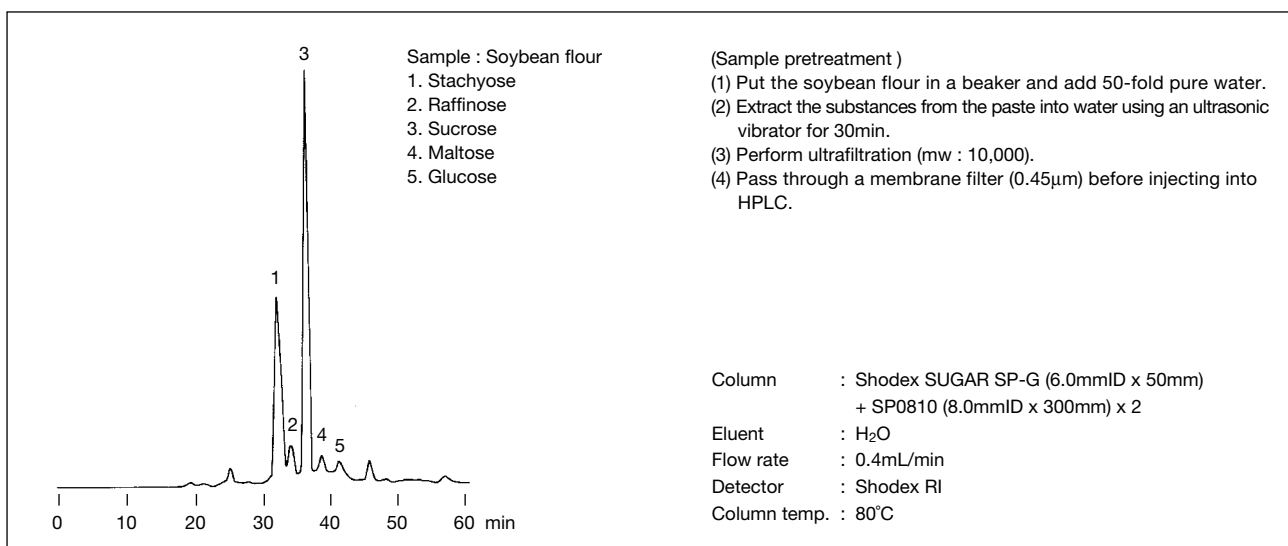 3
1
2
4
5
0 10 20 30 40 50 60 min
Sample : Soybean flour
1. Stachyose
2. Raffinose
3. Sucrose
4. Maltose
5. Glucose
(Sample pretreatment )
(1) Put the soybean flour in a beaker and add 50-fold pure water.
(2) Extract the substances from the paste into water using an ultrasonic
vibrator for 30min.
(3) Perform ultrafiltration (mw : 10,000).
(4) Pass through a membrane filter (0.45μm) before injecting into
HPLC.
Column : Shodex SUGAR SP-G (6.0mmID x 50mm)
+ SP0810 (8.0mmID x 300mm) x 2
Eluent : H₂O
Flow rate : 0.4mL/min
Detector : Shodex RI
Column temp. : 80˚C